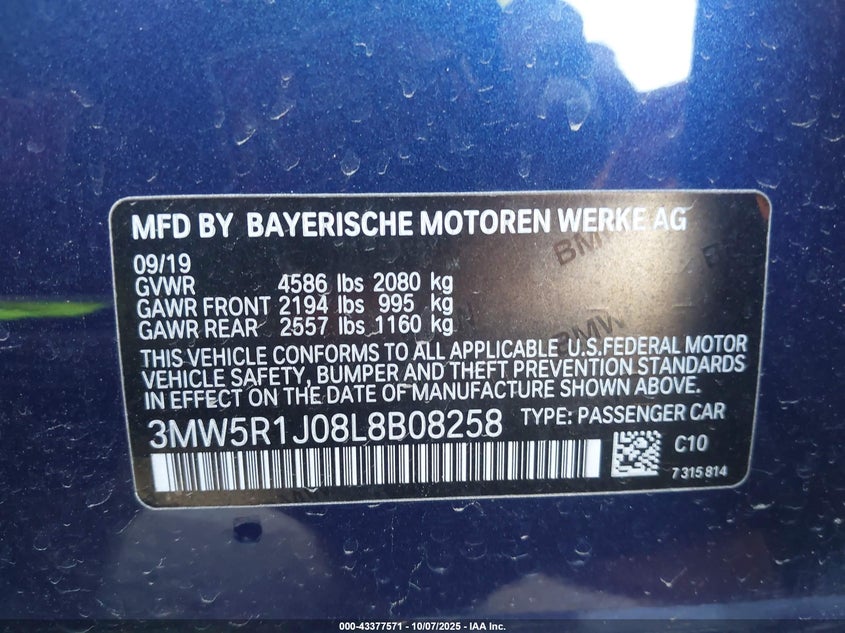 MFD BY BAYERISCHE MOTOREN WERKE AG
09/19
GVWR 4586 lbs 2080 kg
GAWR FRONT 2194 lbs 995 kg
GAWR REAR 2557 lbs 1160 kg
THIS VEHICLE CONFORMS TO ALL APPLICABLE U.S.FEDERAL MOTOR
VEHICLE SAFETY, BUMPER AND THEFT PREVENTION STANDARDS
IN EFFECT ON THE DATE OF MANUFACTURE SHOWN ABOVE.
3MW5R1J08L8B08258 TYPE: PASSENGER CAR
C10
7 315 814
BMW
BMW
000-43377571 - 10/07/2025 - IAA Inc.